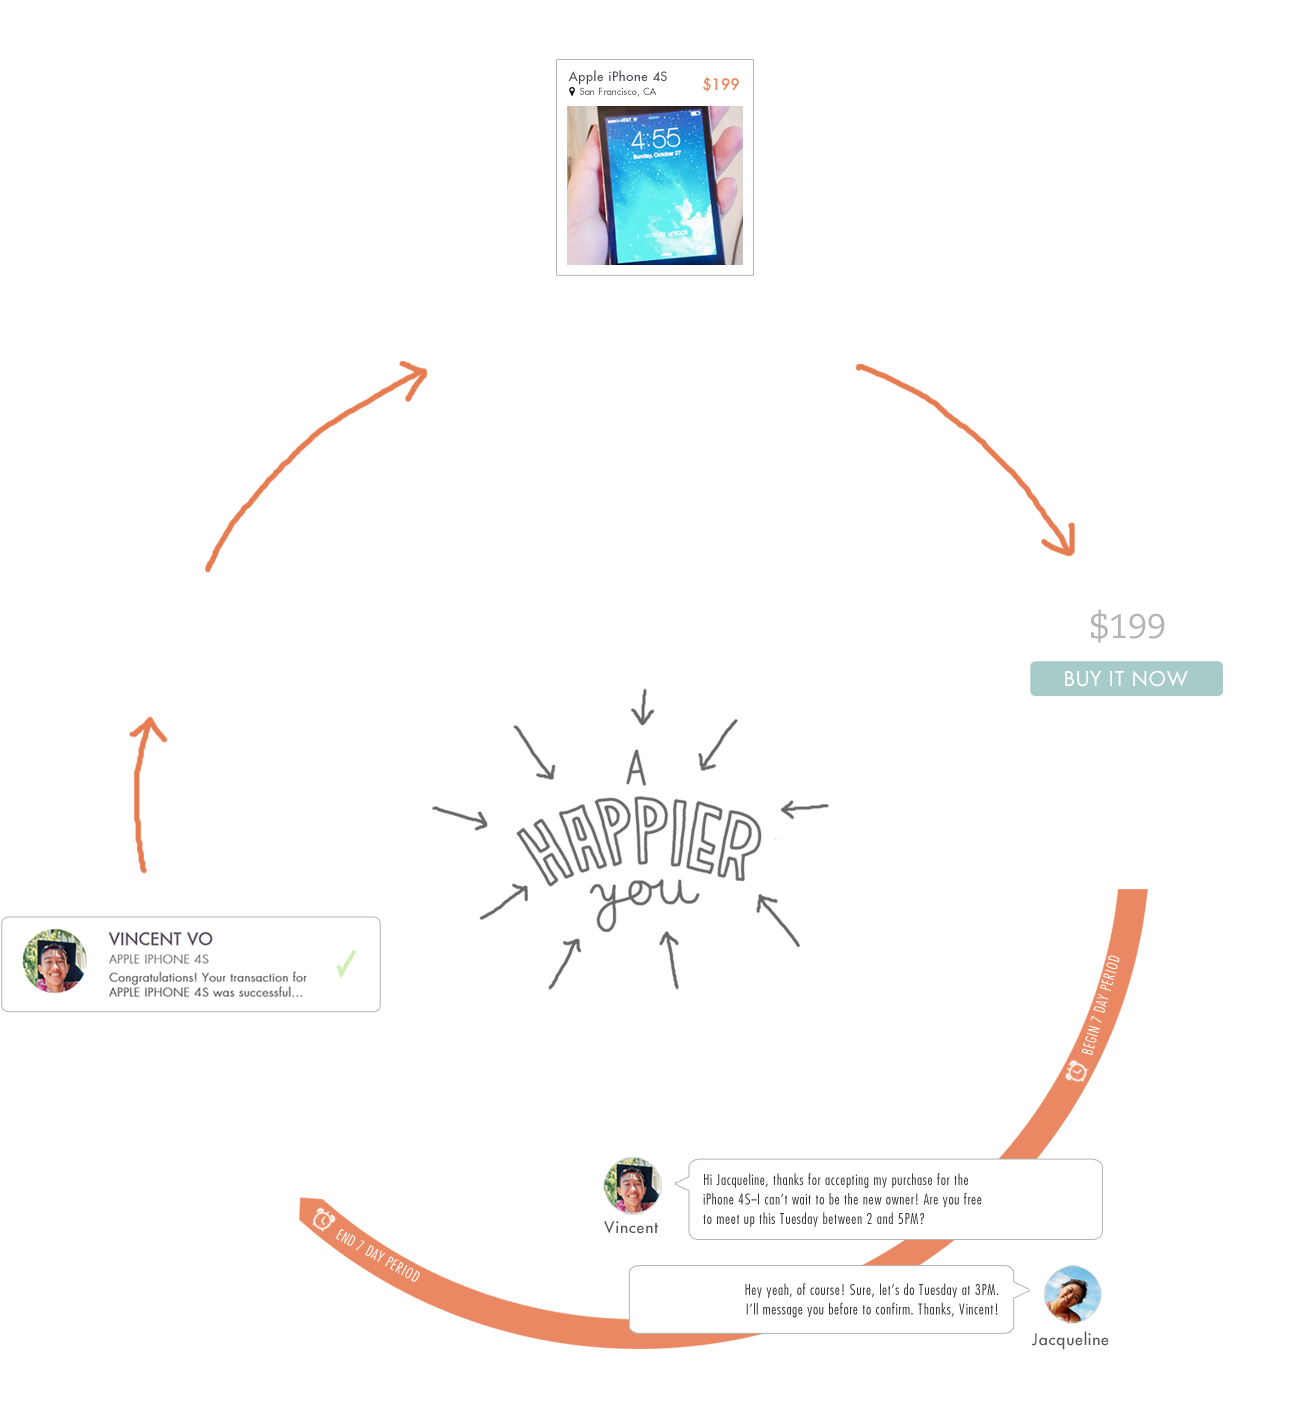 Apple iPhone 4S
$199
San Francisco, CA
AT&T
4:55
Sunday, October 27
unlock
$199
BUY IT NOW
A
HAPPIER
you
VINCENT VO
APPLE IPHONE 4S
Congratulations! Your transaction for
APPLE IPHONE 4S was successful...
BEGIN 7 DAY PERIOD
Hi Jacqueline, thanks for accepting my purchase for the
iPhone 4S–I can't wait to be the new owner! Are you free
to meet up this Tuesday between 2 and 5PM?
Vincent
END 7 DAY PERIOD
Hey yeah, of course! Sure, let's do Tuesday at 3PM.
I'll message you before to confirm. Thanks, Vincent!
Jacqueline